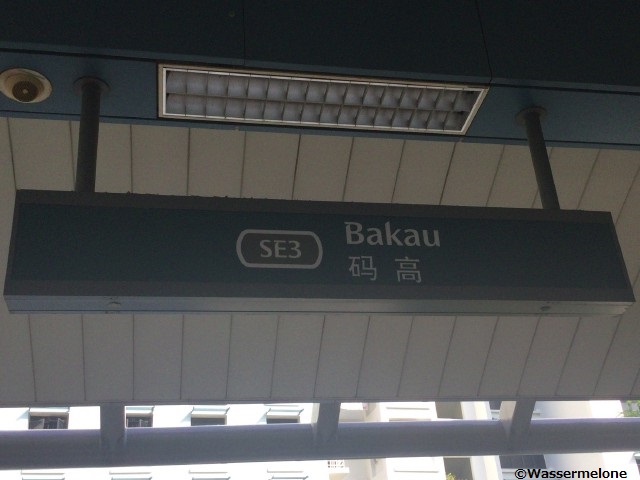 SE3
Bakau
码高
©Wassermelone